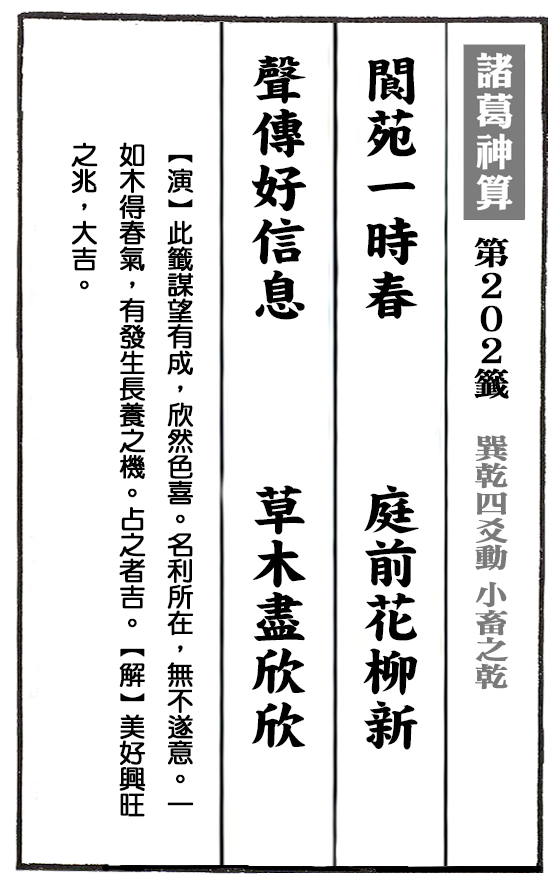 諸葛神算 第202籤 巽乾四爻動 小畜之乾
閬苑一時春 庭前花柳新
聲傳好信息 草木盡欣欣
【演】此籤謀望有成，欣然色喜。名利所在，無不遂意。一
如木得春氣，有發生長養之機。占之者吉。【解】美好興旺
之兆，大吉。